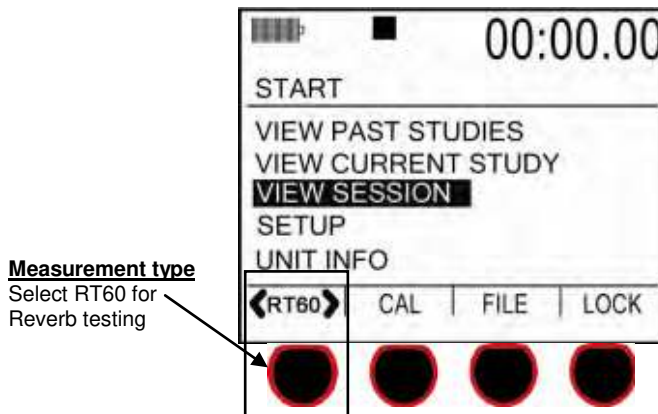 00:00.00
START
VIEW PAST STUDIES
VIEW CURRENT STUDY
VIEW SESSION
SETUP
UNIT INFO
❮RT60❯ | CAL | FILE | LOCK
Measurement type
Select RT60 for
Reverb testing